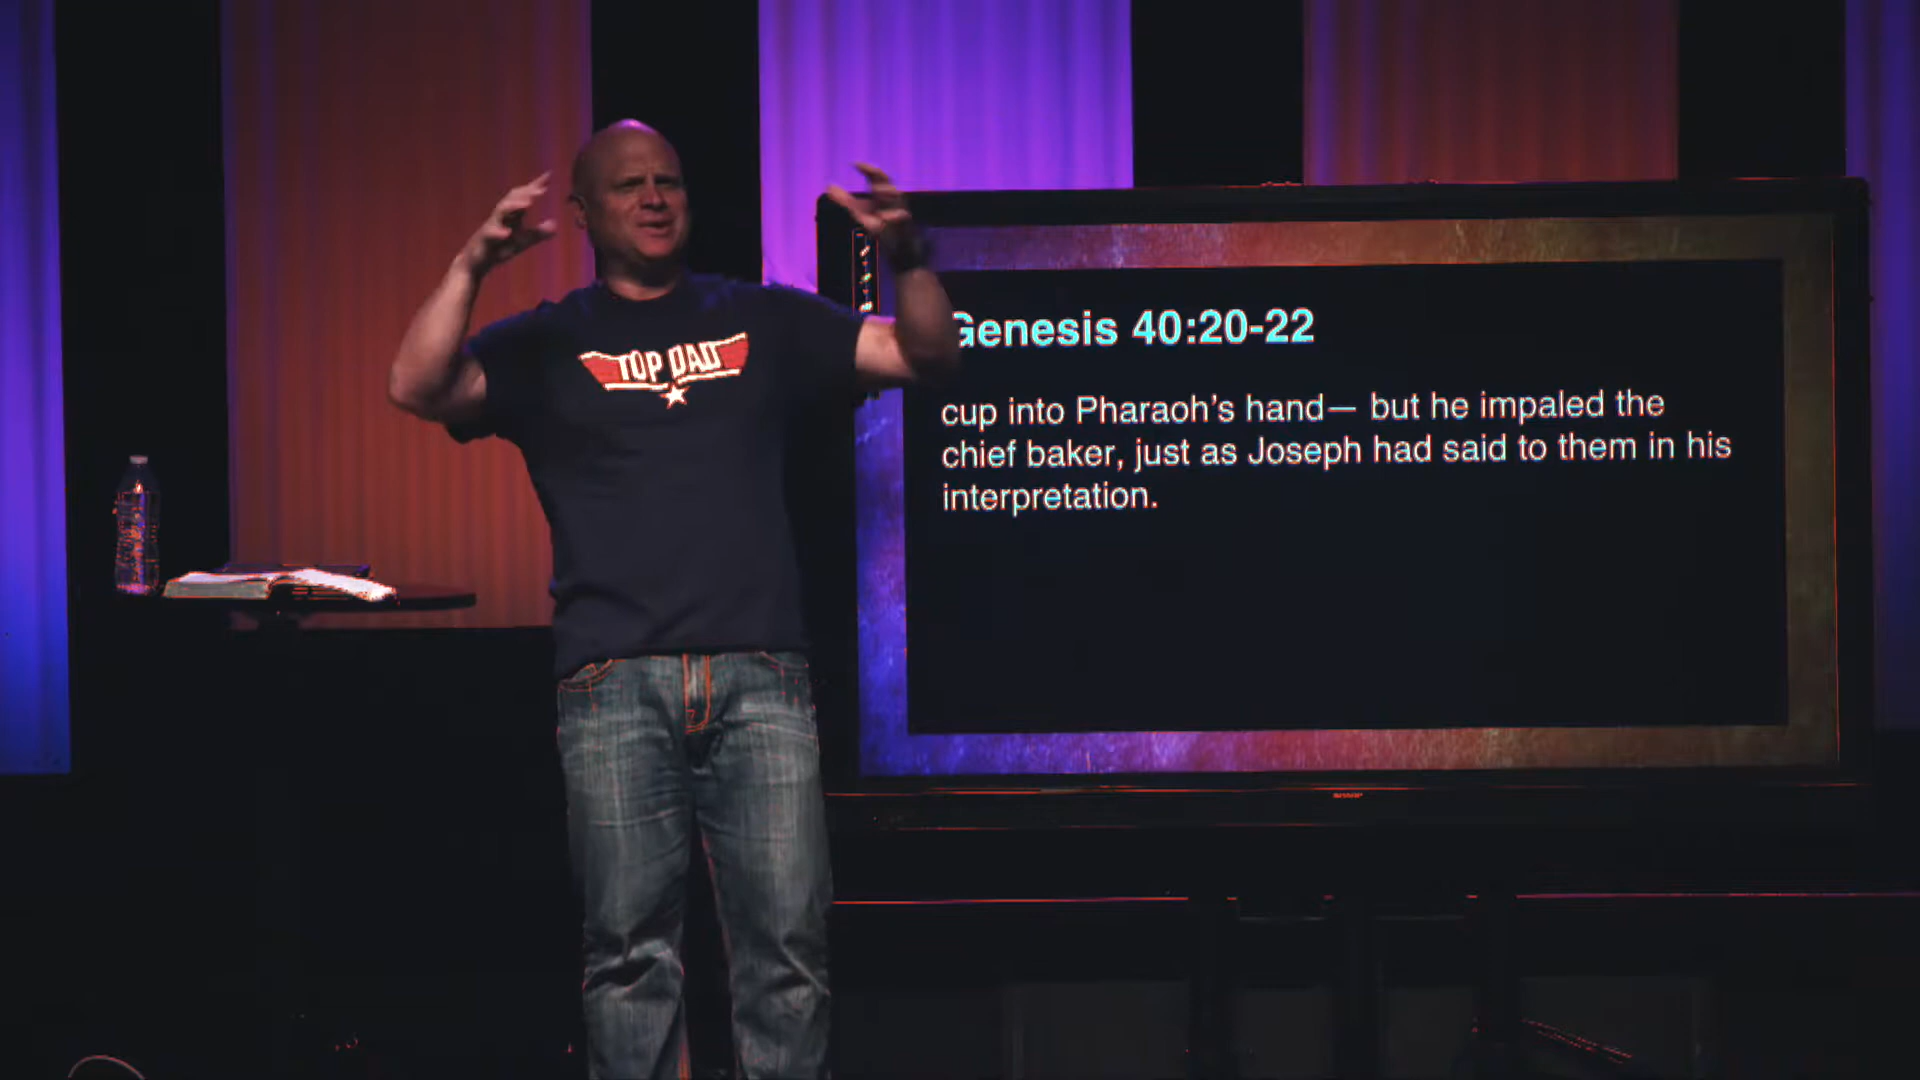 TOP DAD
Genesis 40:20-22
cup into Pharaoh's hand— but he impaled the
chief baker, just as Joseph had said to them in his
interpretation.